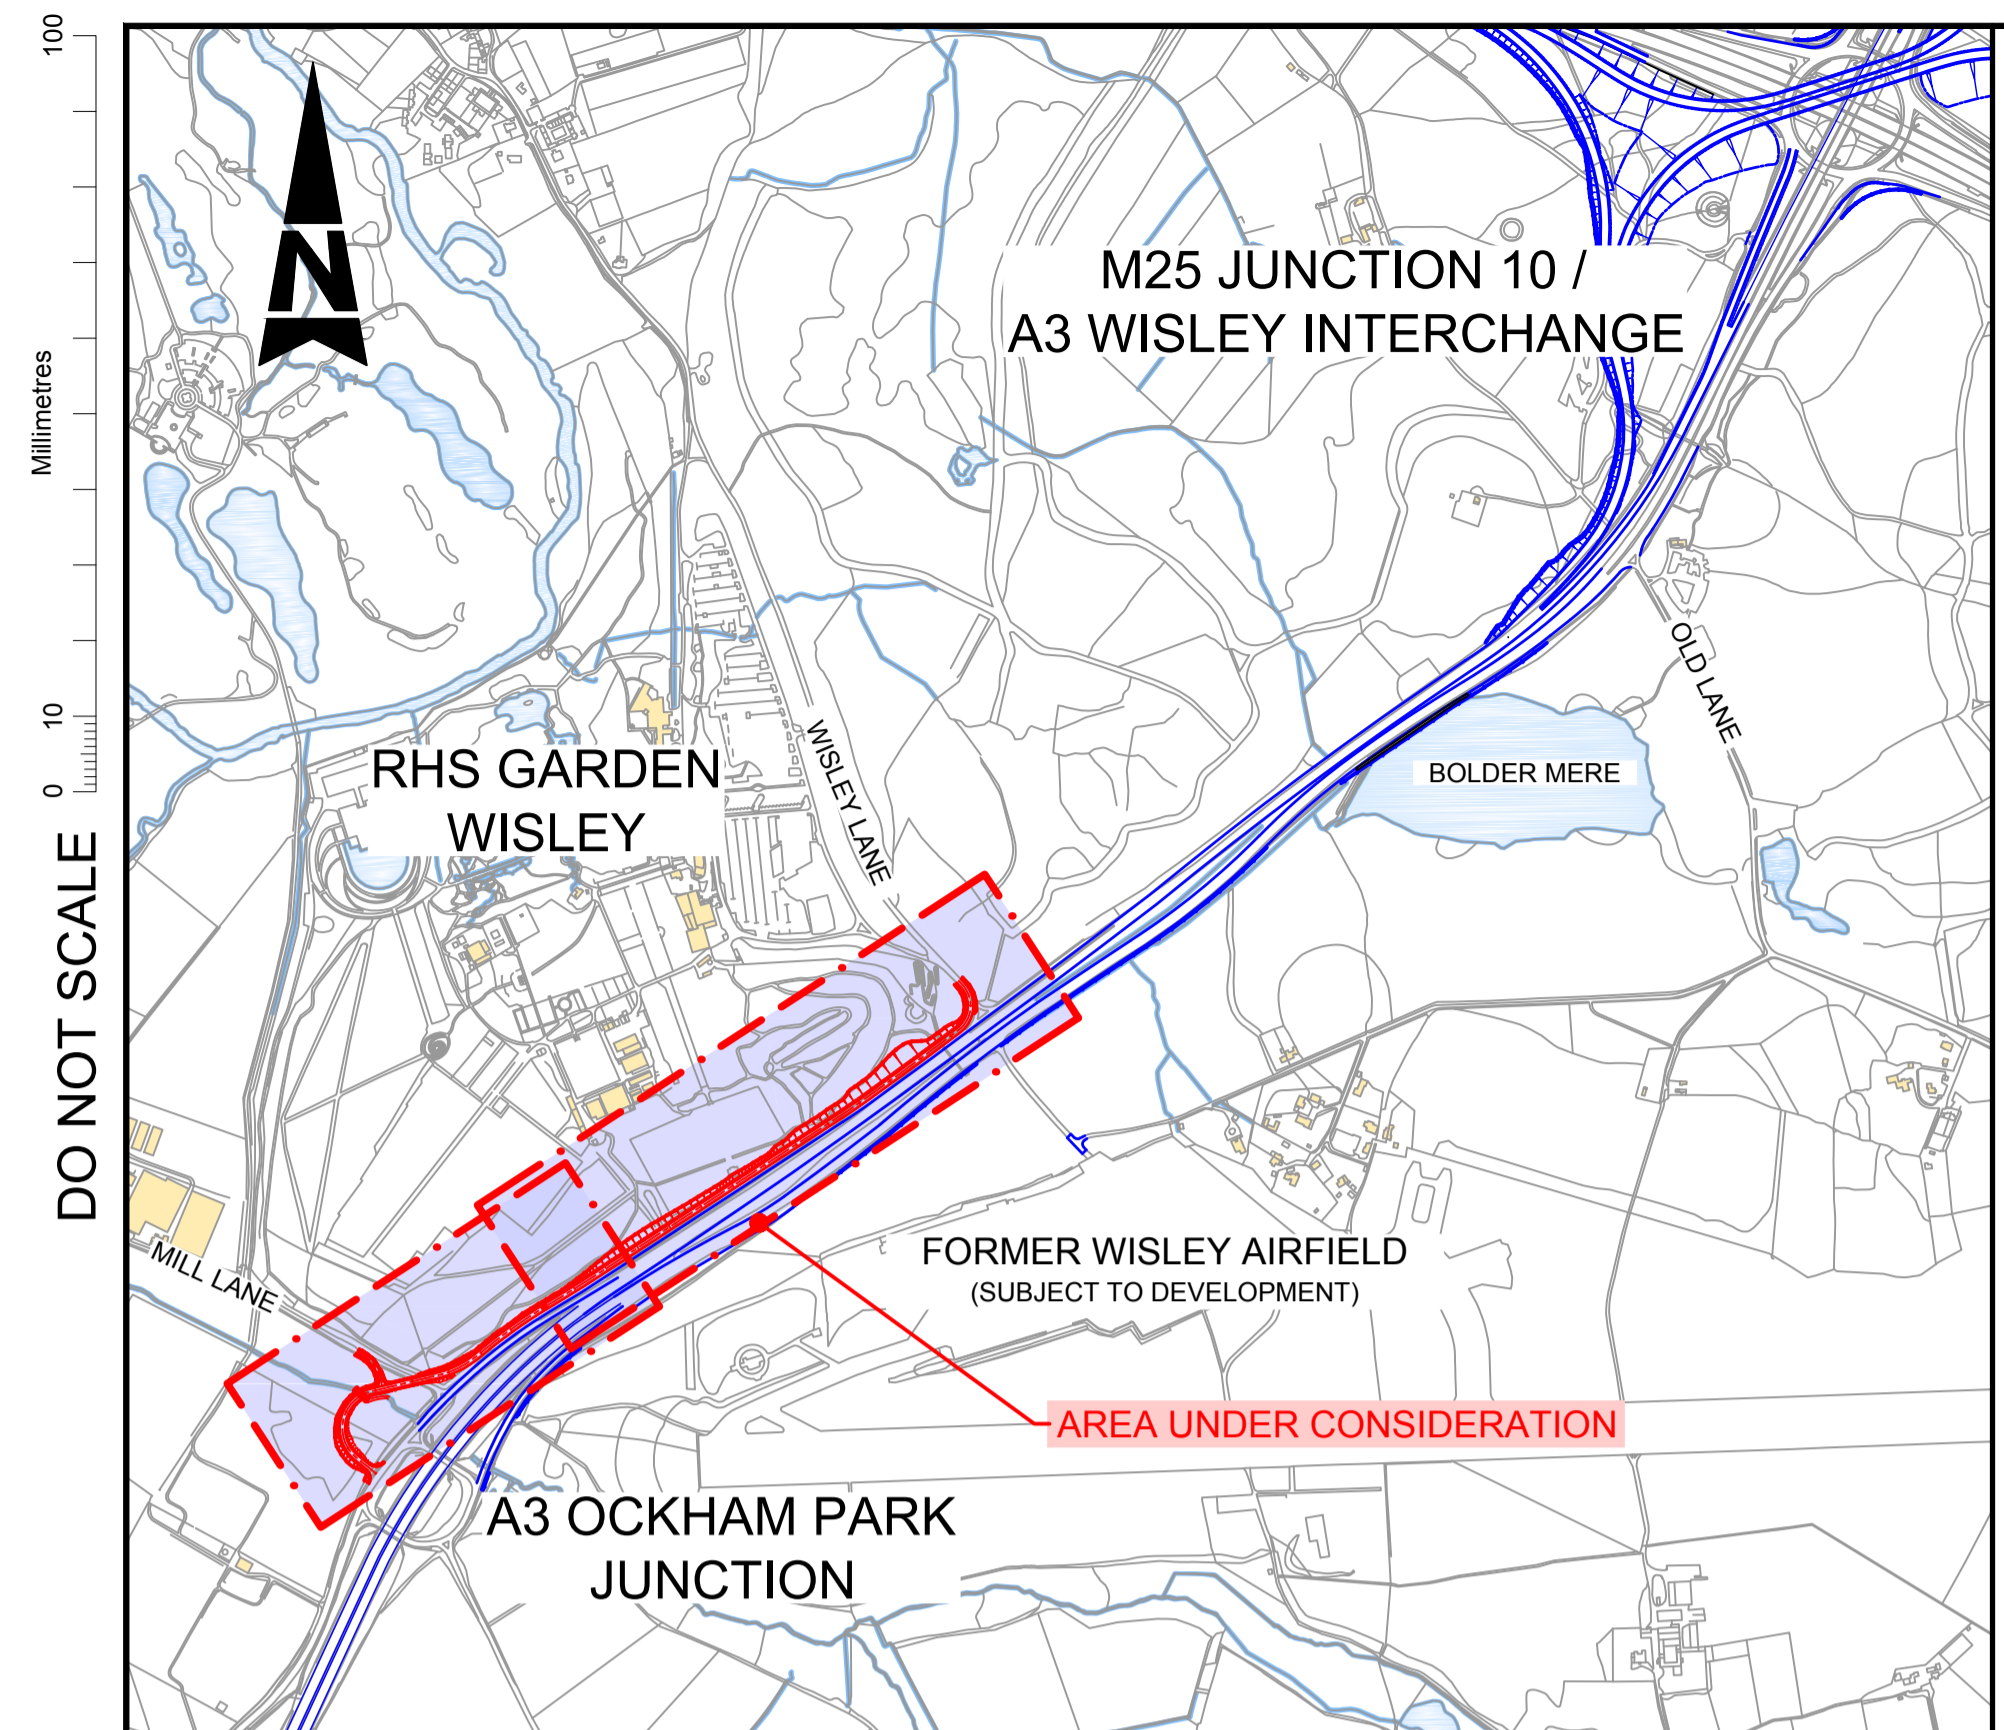 100
Millimetres
10
0
DO NOT SCALE
N
M25 JUNCTION 10 /
A3 WISLEY INTERCHANGE
OLD LANE
BOLDER MERE
RHS GARDEN
WISLEY
WISLEY LANE
MILL LANE
FORMER WISLEY AIRFIELD
(SUBJECT TO DEVELOPMENT)
AREA UNDER CONSIDERATION
A3 OCKHAM PARK
JUNCTION